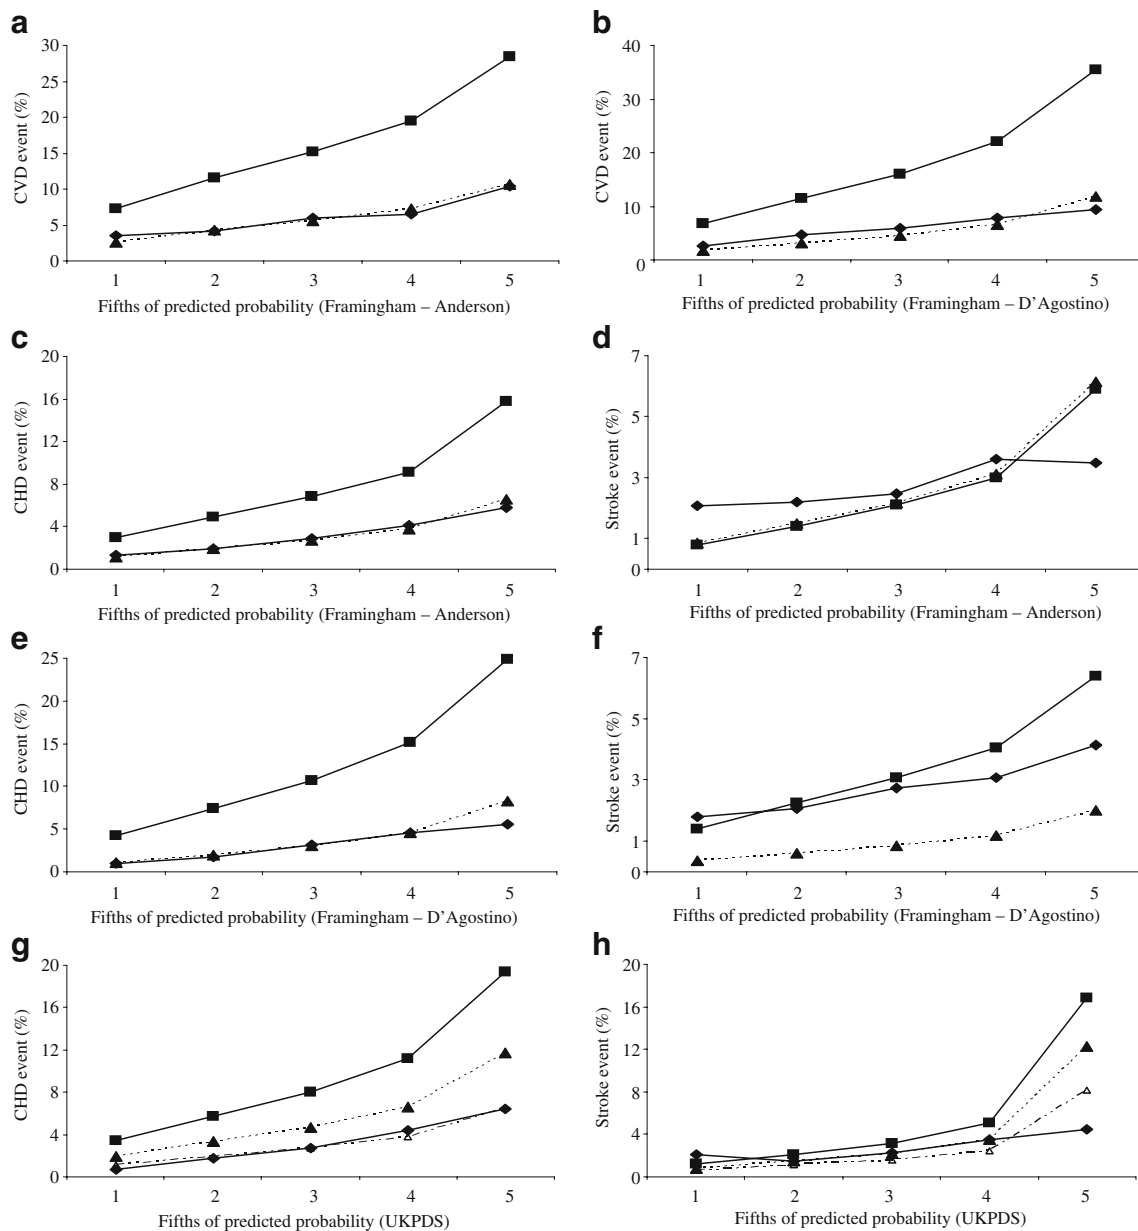 a
30
25
20
15
10
5
0
CVD event (%)
1 2 3 4 5
Fifths of predicted probability (Framingham – Anderson)
b
40
30
20
10
0
CVD event (%)
1 2 3 4 5
Fifths of predicted probability (Framingham – D’Agostino)
c
20
16
12
8
4
0
CHD event (%)
1 2 3 4 5
Fifths of predicted probability (Framingham – Anderson)
d
7
5
3
1
0
Stroke event (%)
1 2 3 4 5
Fifths of predicted probability (Framingham – Anderson)
e
25
20
15
10
5
0
CHD event (%)
1 2 3 4 5
Fifths of predicted probability (Framingham – D’Agostino)
f
7
5
3
1
0
Stroke event (%)
1 2 3 4 5
Fifths of predicted probability (Framingham – D’Agostino)
g
20
16
12
8
4
0
CHD event (%)
1 2 3 4 5
Fifths of predicted probability (UKPDS)
h
20
16
12
8
4
0
Stroke event (%)
1 2 3 4 5
Fifths of predicted probability (UKPDS)